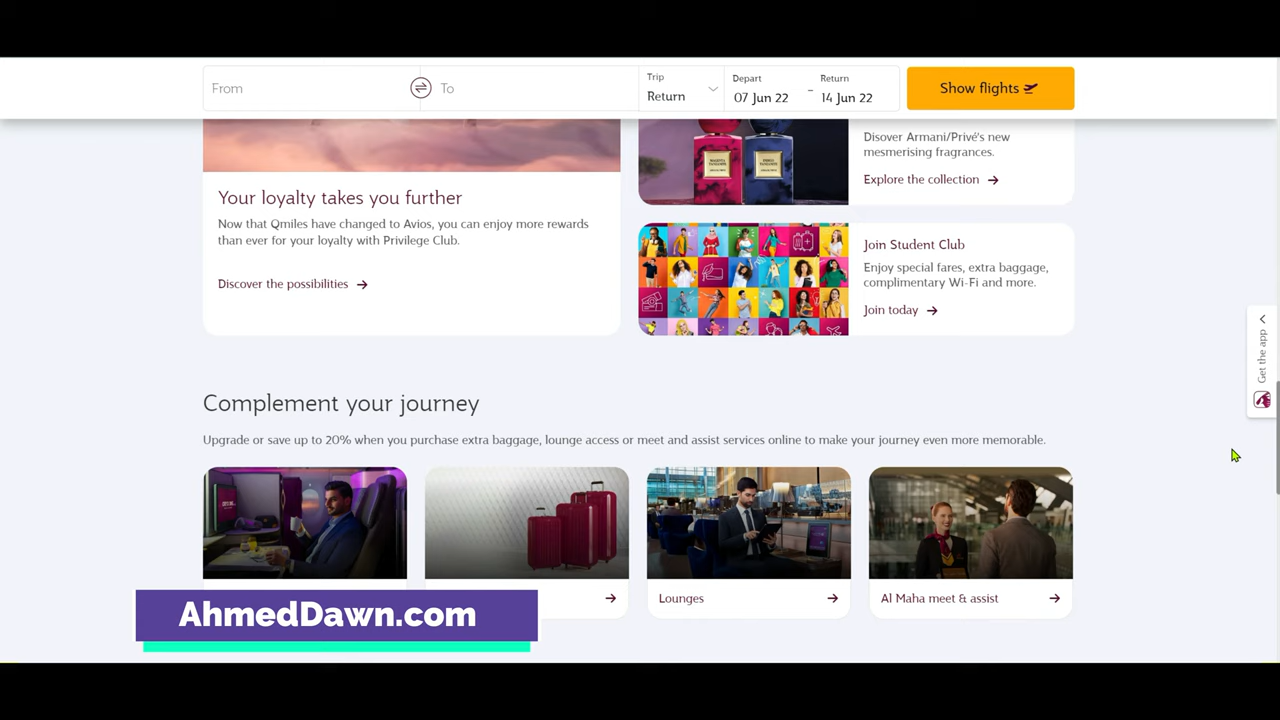 From
To
Trip
Return
Depart
07 Jun 22
-
Return
14 Jun 22
Show flights
Your loyalty takes you further
Now that Qmiles have changed to Avios, you can enjoy more rewards
than ever for your loyalty with Privilege Club.
Discover the possibilities
Disover Armani/Privé's new
mesmerising fragrances.
Explore the collection
Join Student Club
Enjoy special fares, extra baggage,
complimentary Wi-Fi and more.
Join today
Get the app
Complement your journey
Upgrade or save up to 20% when you purchase extra baggage, lounge access or meet and assist services online to make your journey even more memorable.
Lounges
Al Maha meet & assist
AhmedDawn.com